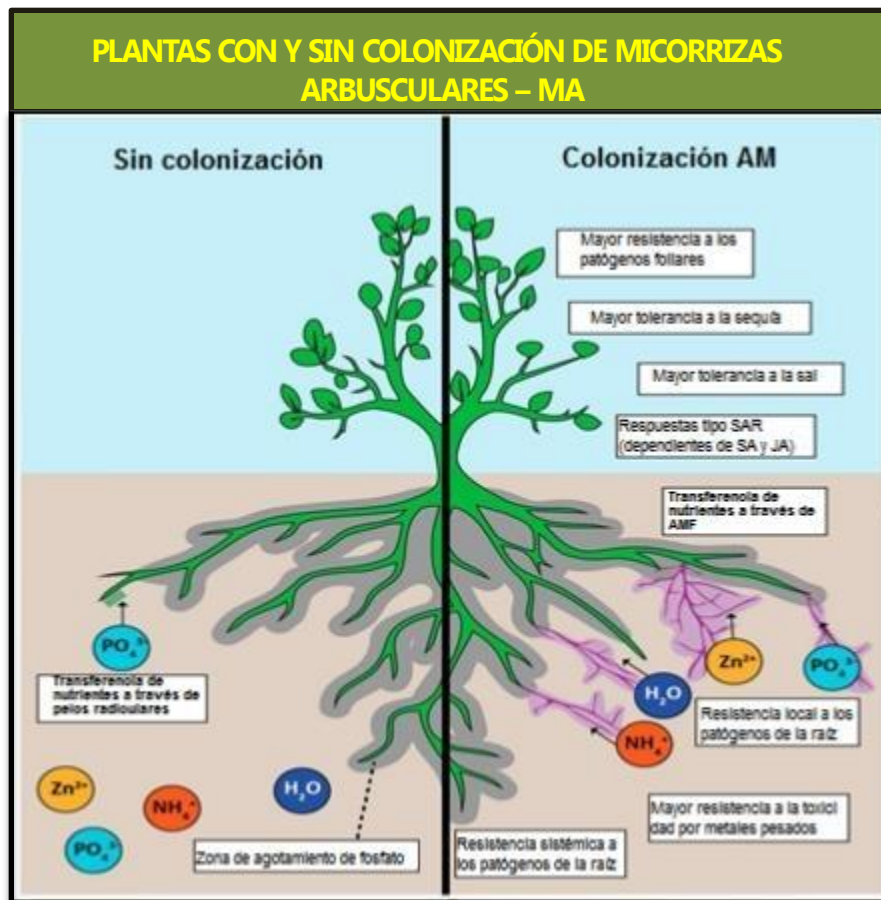 PLANTAS CON Y SIN COLONIZACIÓN DE MICORRIZAS
ARBUSCULARES – MA
Sin colonización
Colonización AM
Mayor resistencia a los
patógenos foliares
Mayor tolerancia a la sequía
Mayor tolerancia a la sal
Respuestas tipo SAR
(dependientes de SA y JA)
Transferencia de
nutrientes a través de
AMF
PO₄³⁻
Transferencia de
nutrientes a través de
pelos radiculares
Zn²⁺
PO₄³⁻
H₂O
NH₄⁺
Resistencia local a los
patógenos de la raíz
Zn²⁺
NH₄⁺
H₂O
PO₄³⁻
Zona de agotamiento de fosfato
Mayor resistencia a la toxici
dad por metales pesados
Resistencia sistémica a
los patógenos de la raíz